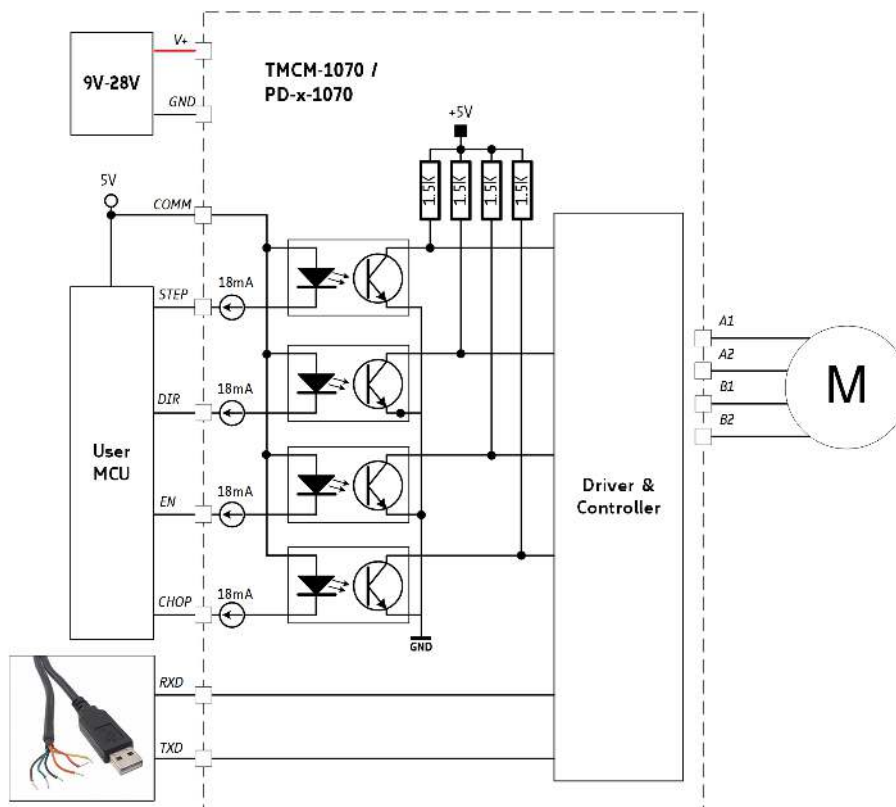 V+
9V-28V
GND
TMCM-1070 /
PD-x-1070
+5V
1.5K
1.5K
1.5K
1.5K
5V
COMM
STEP
18mA
DIR
18mA
User
MCU
EN
18mA
CHOP
18mA
GND
Driver &
Controller
A1
A2
B1
B2
M
RXD
TXD